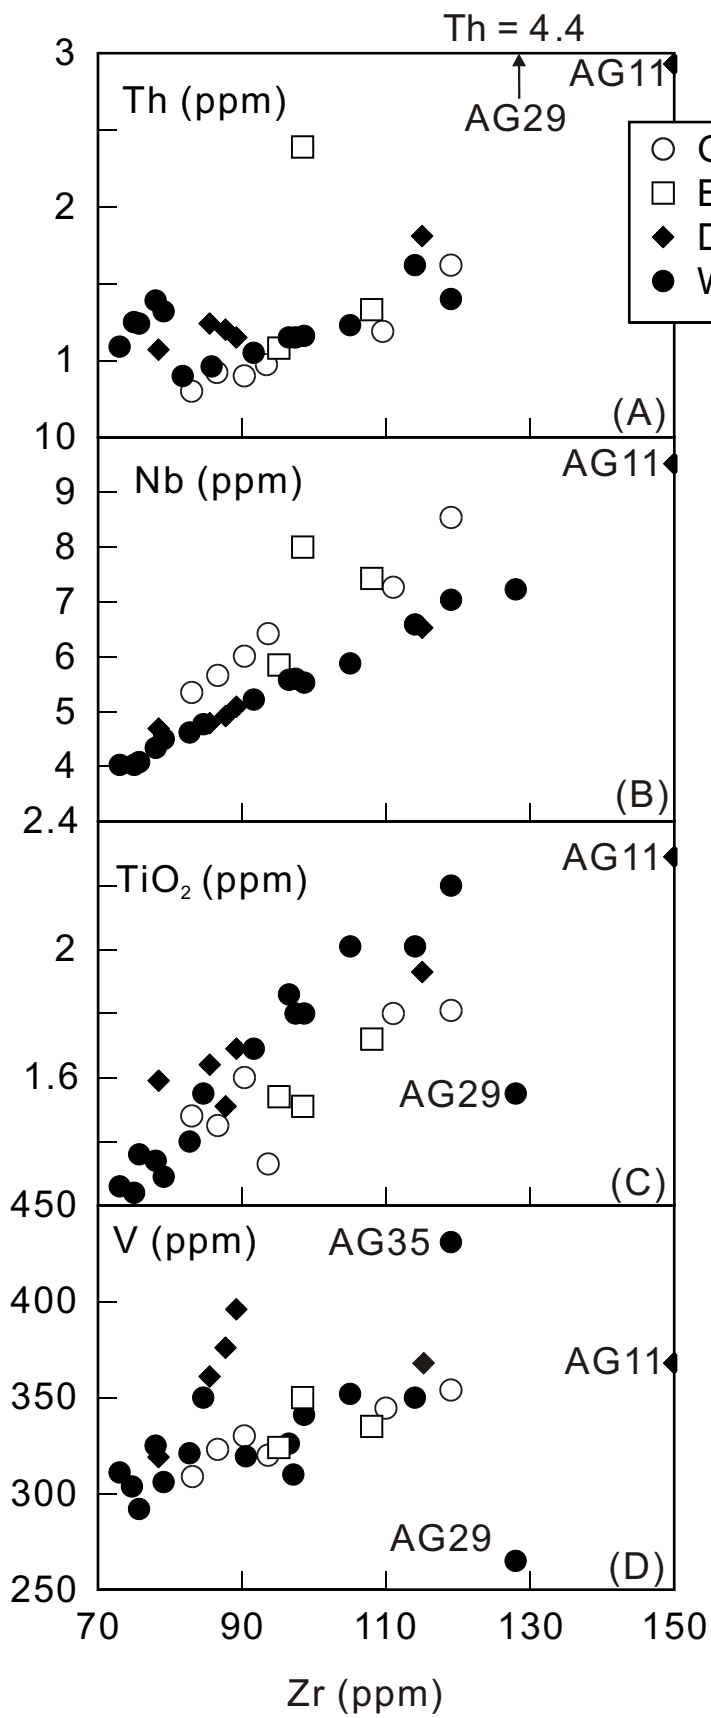 Th = 4.4
3
AG11
Th (ppm)
AG29
2
1
(A)
10
AG11
Nb (ppm)
9
8
7
6
5
4
(B)
2.4
AG11
TiO₂ (ppm)
2
1.6
AG29
(C)
450
V (ppm)
AG35
400
AG11
350
300
AG29
(D)
250
70 90 110 130 150
Zr (ppm)